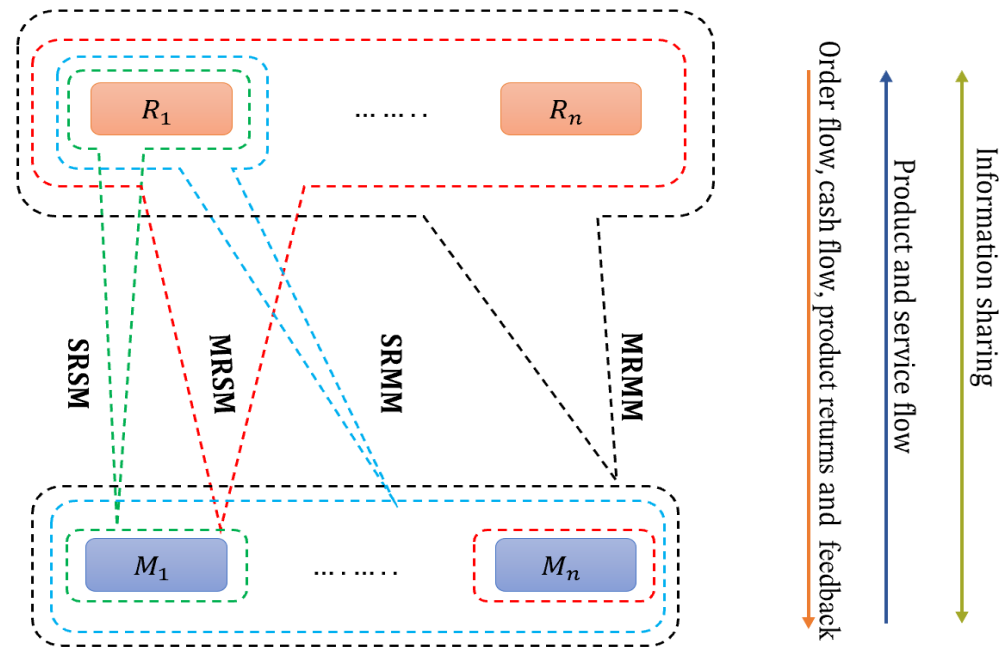 R₁ … … . . Rₙ
SRSM
MRSM
SRMM
MRMM
M₁ … . … . . Mₙ
Order flow, cash flow, product returns and feedback
Product and service flow
Information sharing